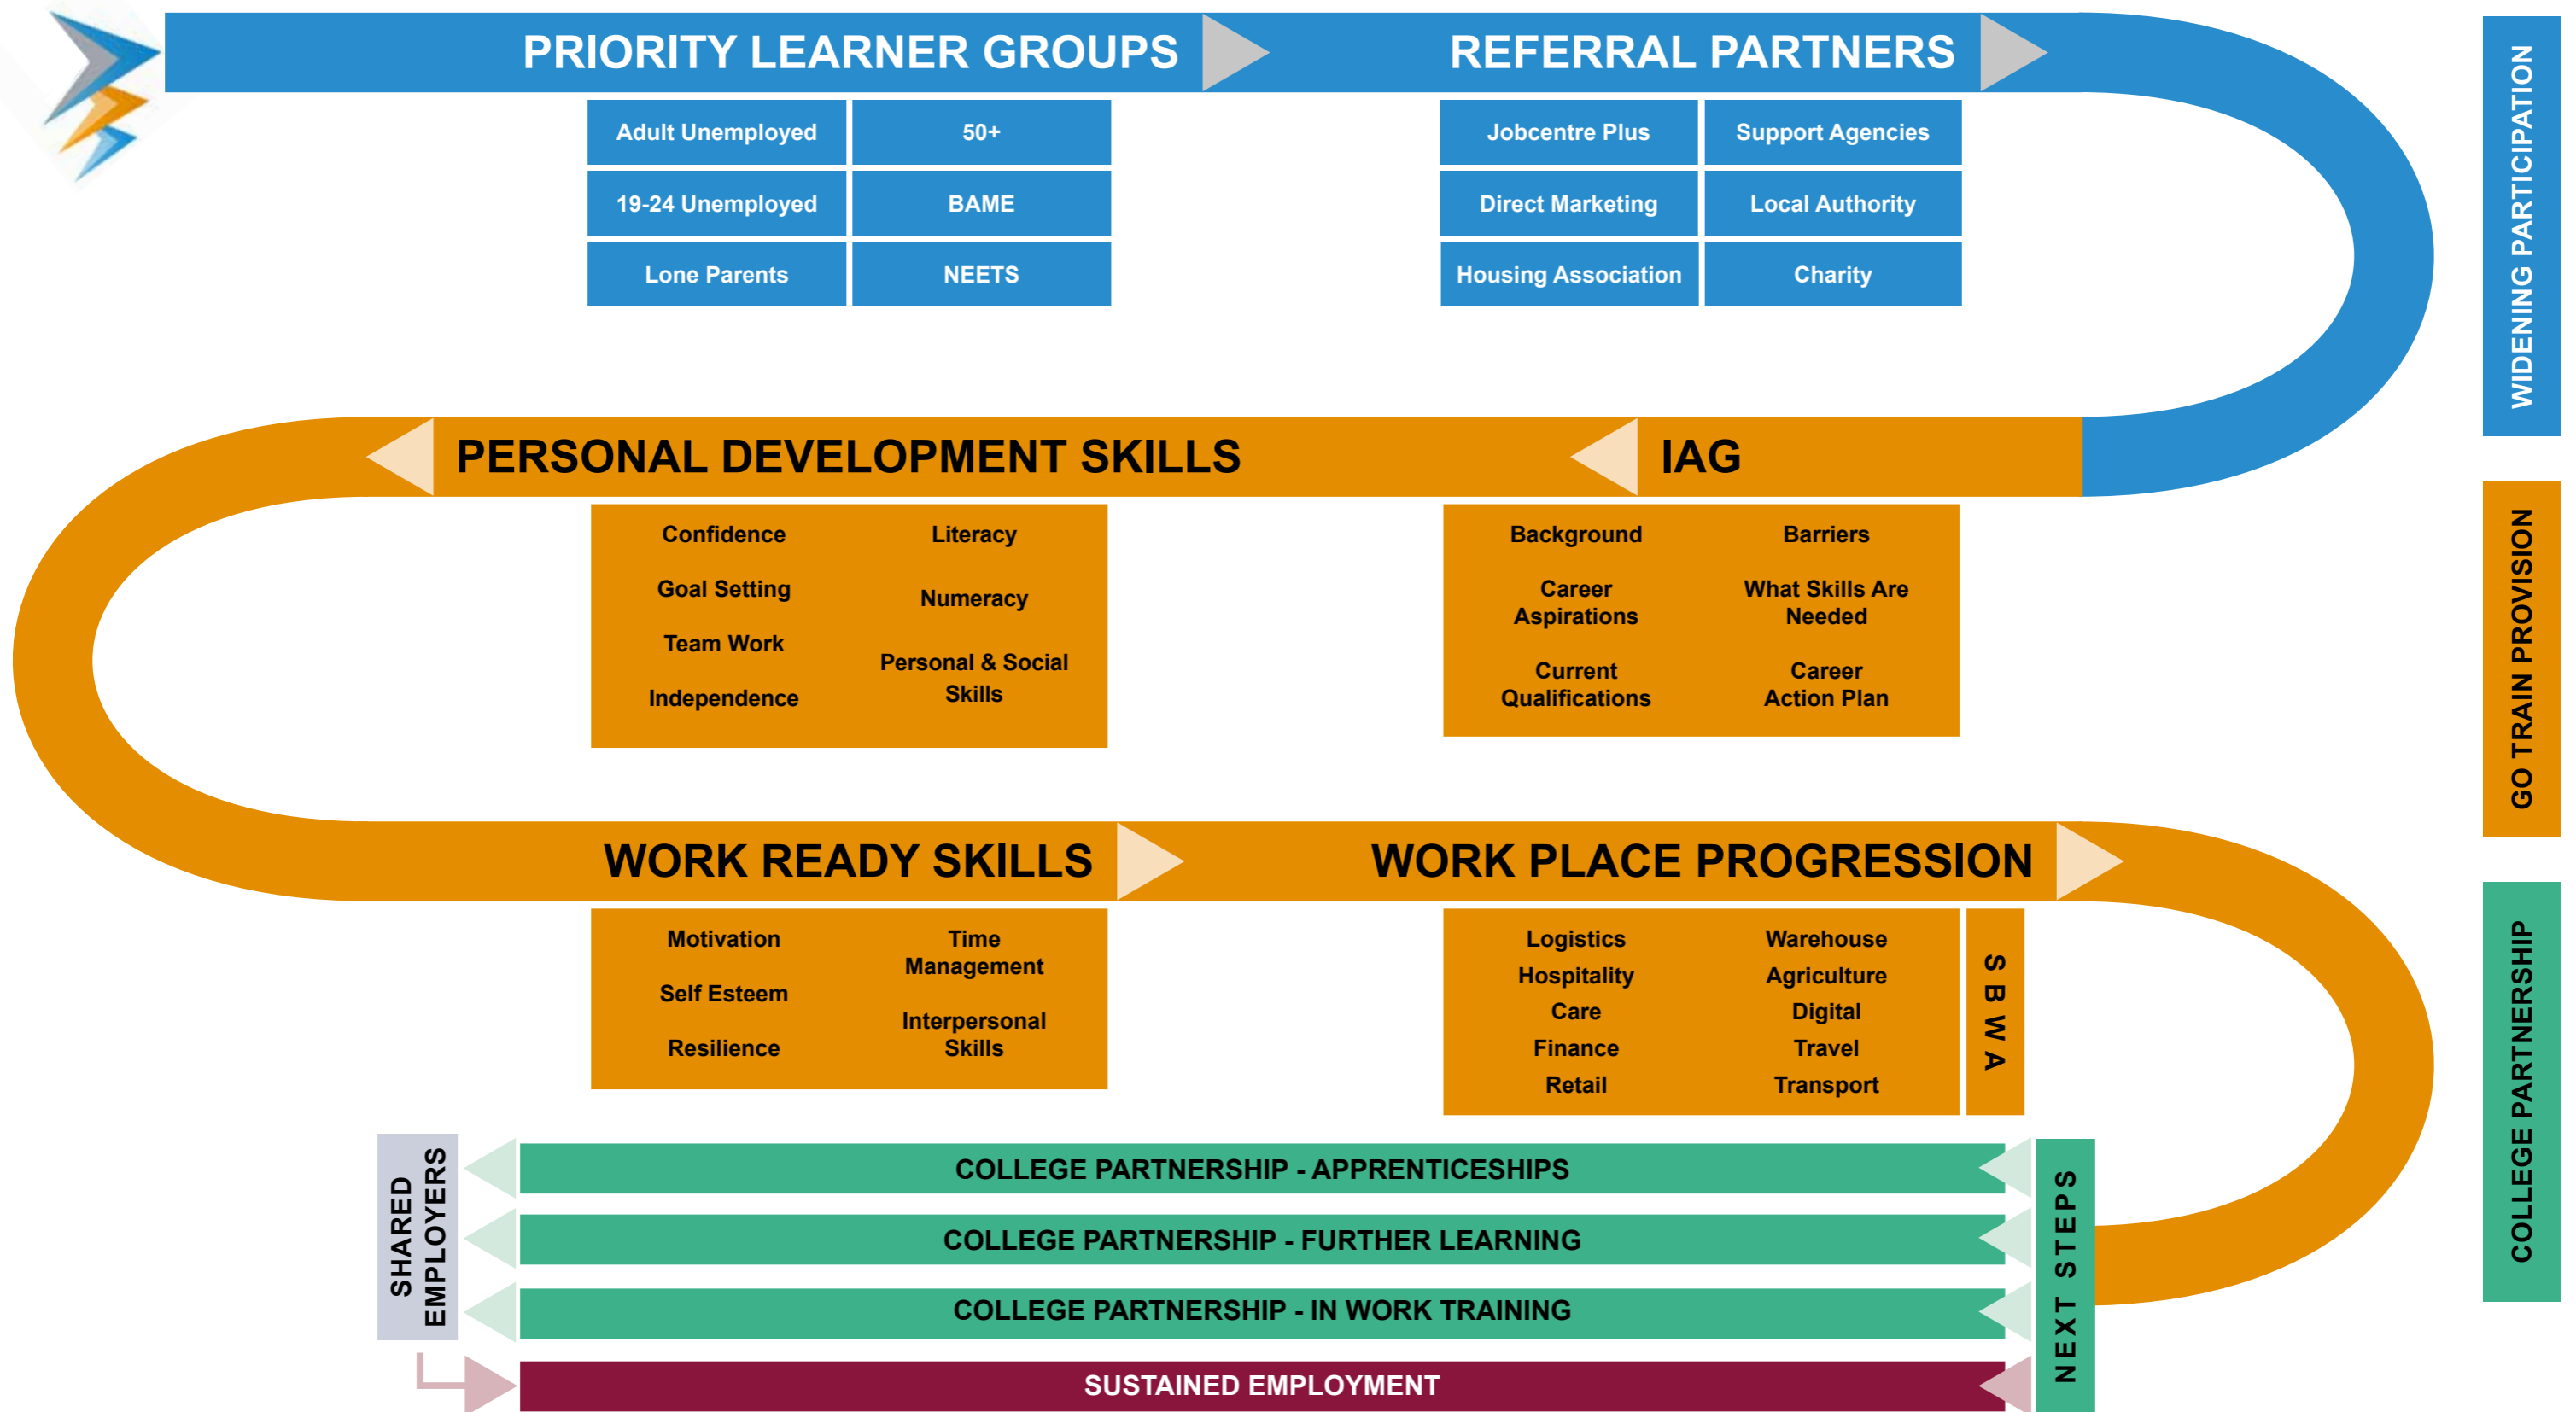 PRIORITY LEARNER GROUPS
REFERRAL PARTNERS
Adult Unemployed
50+
19-24 Unemployed
BAME
Lone Parents
NEETS
Jobcentre Plus
Support Agencies
Direct Marketing
Local Authority
Housing Association
Charity
WIDENING PARTICIPATION
PERSONAL DEVELOPMENT SKILLS
IAG
Confidence
Goal Setting
Team Work
Independence
Literacy
Numeracy
Personal & Social
Skills
Background
Career
Aspirations
Current
Qualifications
Barriers
What Skills Are
Needed
Career
Action Plan
GO TRAIN PROVISION
WORK READY SKILLS
WORK PLACE PROGRESSION
Motivation
Self Esteem
Resilience
Time
Management
Interpersonal
Skills
Logistics
Hospitality
Care
Finance
Retail
Warehouse
Agriculture
Digital
Travel
Transport
SBWA
COLLEGE PARTNERSHIP
SHARED
EMPLOYERS
COLLEGE PARTNERSHIP - APPRENTICESHIPS
COLLEGE PARTNERSHIP - FURTHER LEARNING
COLLEGE PARTNERSHIP - IN WORK TRAINING
SUSTAINED EMPLOYMENT
NEXT STEPS